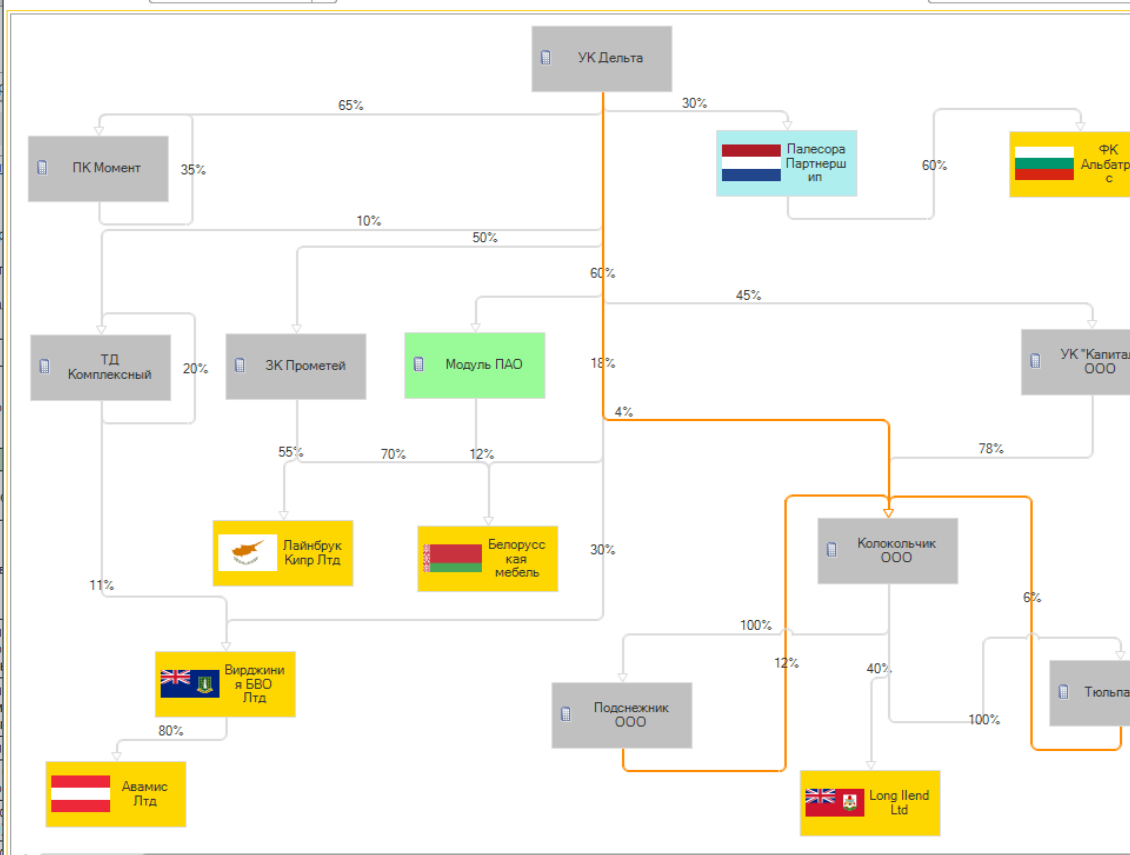 УК Дельта
65%
30%
ПК Момент
35%
Палесора
Партнерш
ип
60%
ФК
Альбатр
с
10%
50%
60%
45%
ТД
Комплексный
20%
ЗК Прометей
Модуль ПАО
18%
УК "Капитал
ООО
4%
55%
70%
12%
78%
Лайнбрук
Кипр Лтд
Белорусс
кая
мебель
30%
Колокольчик
ООО
11%
6%
100%
12%
40%
Вирджини
я БВО
Лтд
Подснежник
ООО
Тюльпа
100%
80%
Авамис
Лтд
Long Ilend
Ltd